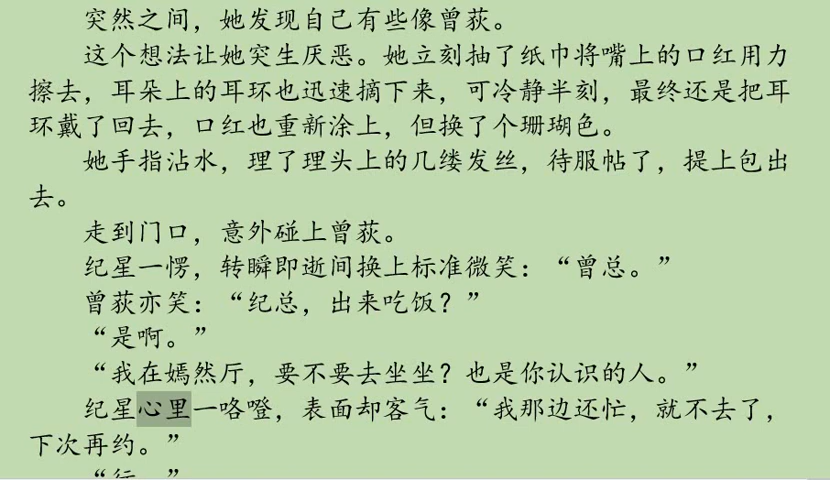 突然之间，她发现自己有些像曾荻。
这个想法让她突生厌恶。她立刻抽了纸巾将嘴上的口红用力
擦去，耳朵上的耳环也迅速摘下来，可冷静半刻，最终还是把耳
环戴了回去，口红也重新涂上，但换了个珊瑚色。
她手指沾水，理了理头上的几缕发丝，待服帖了，提上包出
去。
走到门口，意外碰上曾荻。
纪星一愣，转瞬即逝间换上标准微笑：“曾总。”
曾荻亦笑：“纪总，出来吃饭？”
“是啊。”
“我在嫣然厅，要不要去坐坐？也是你认识的人。”
纪星心里一咯噔，表面却客气：“我那边还忙，就不去了，
下次再约。”